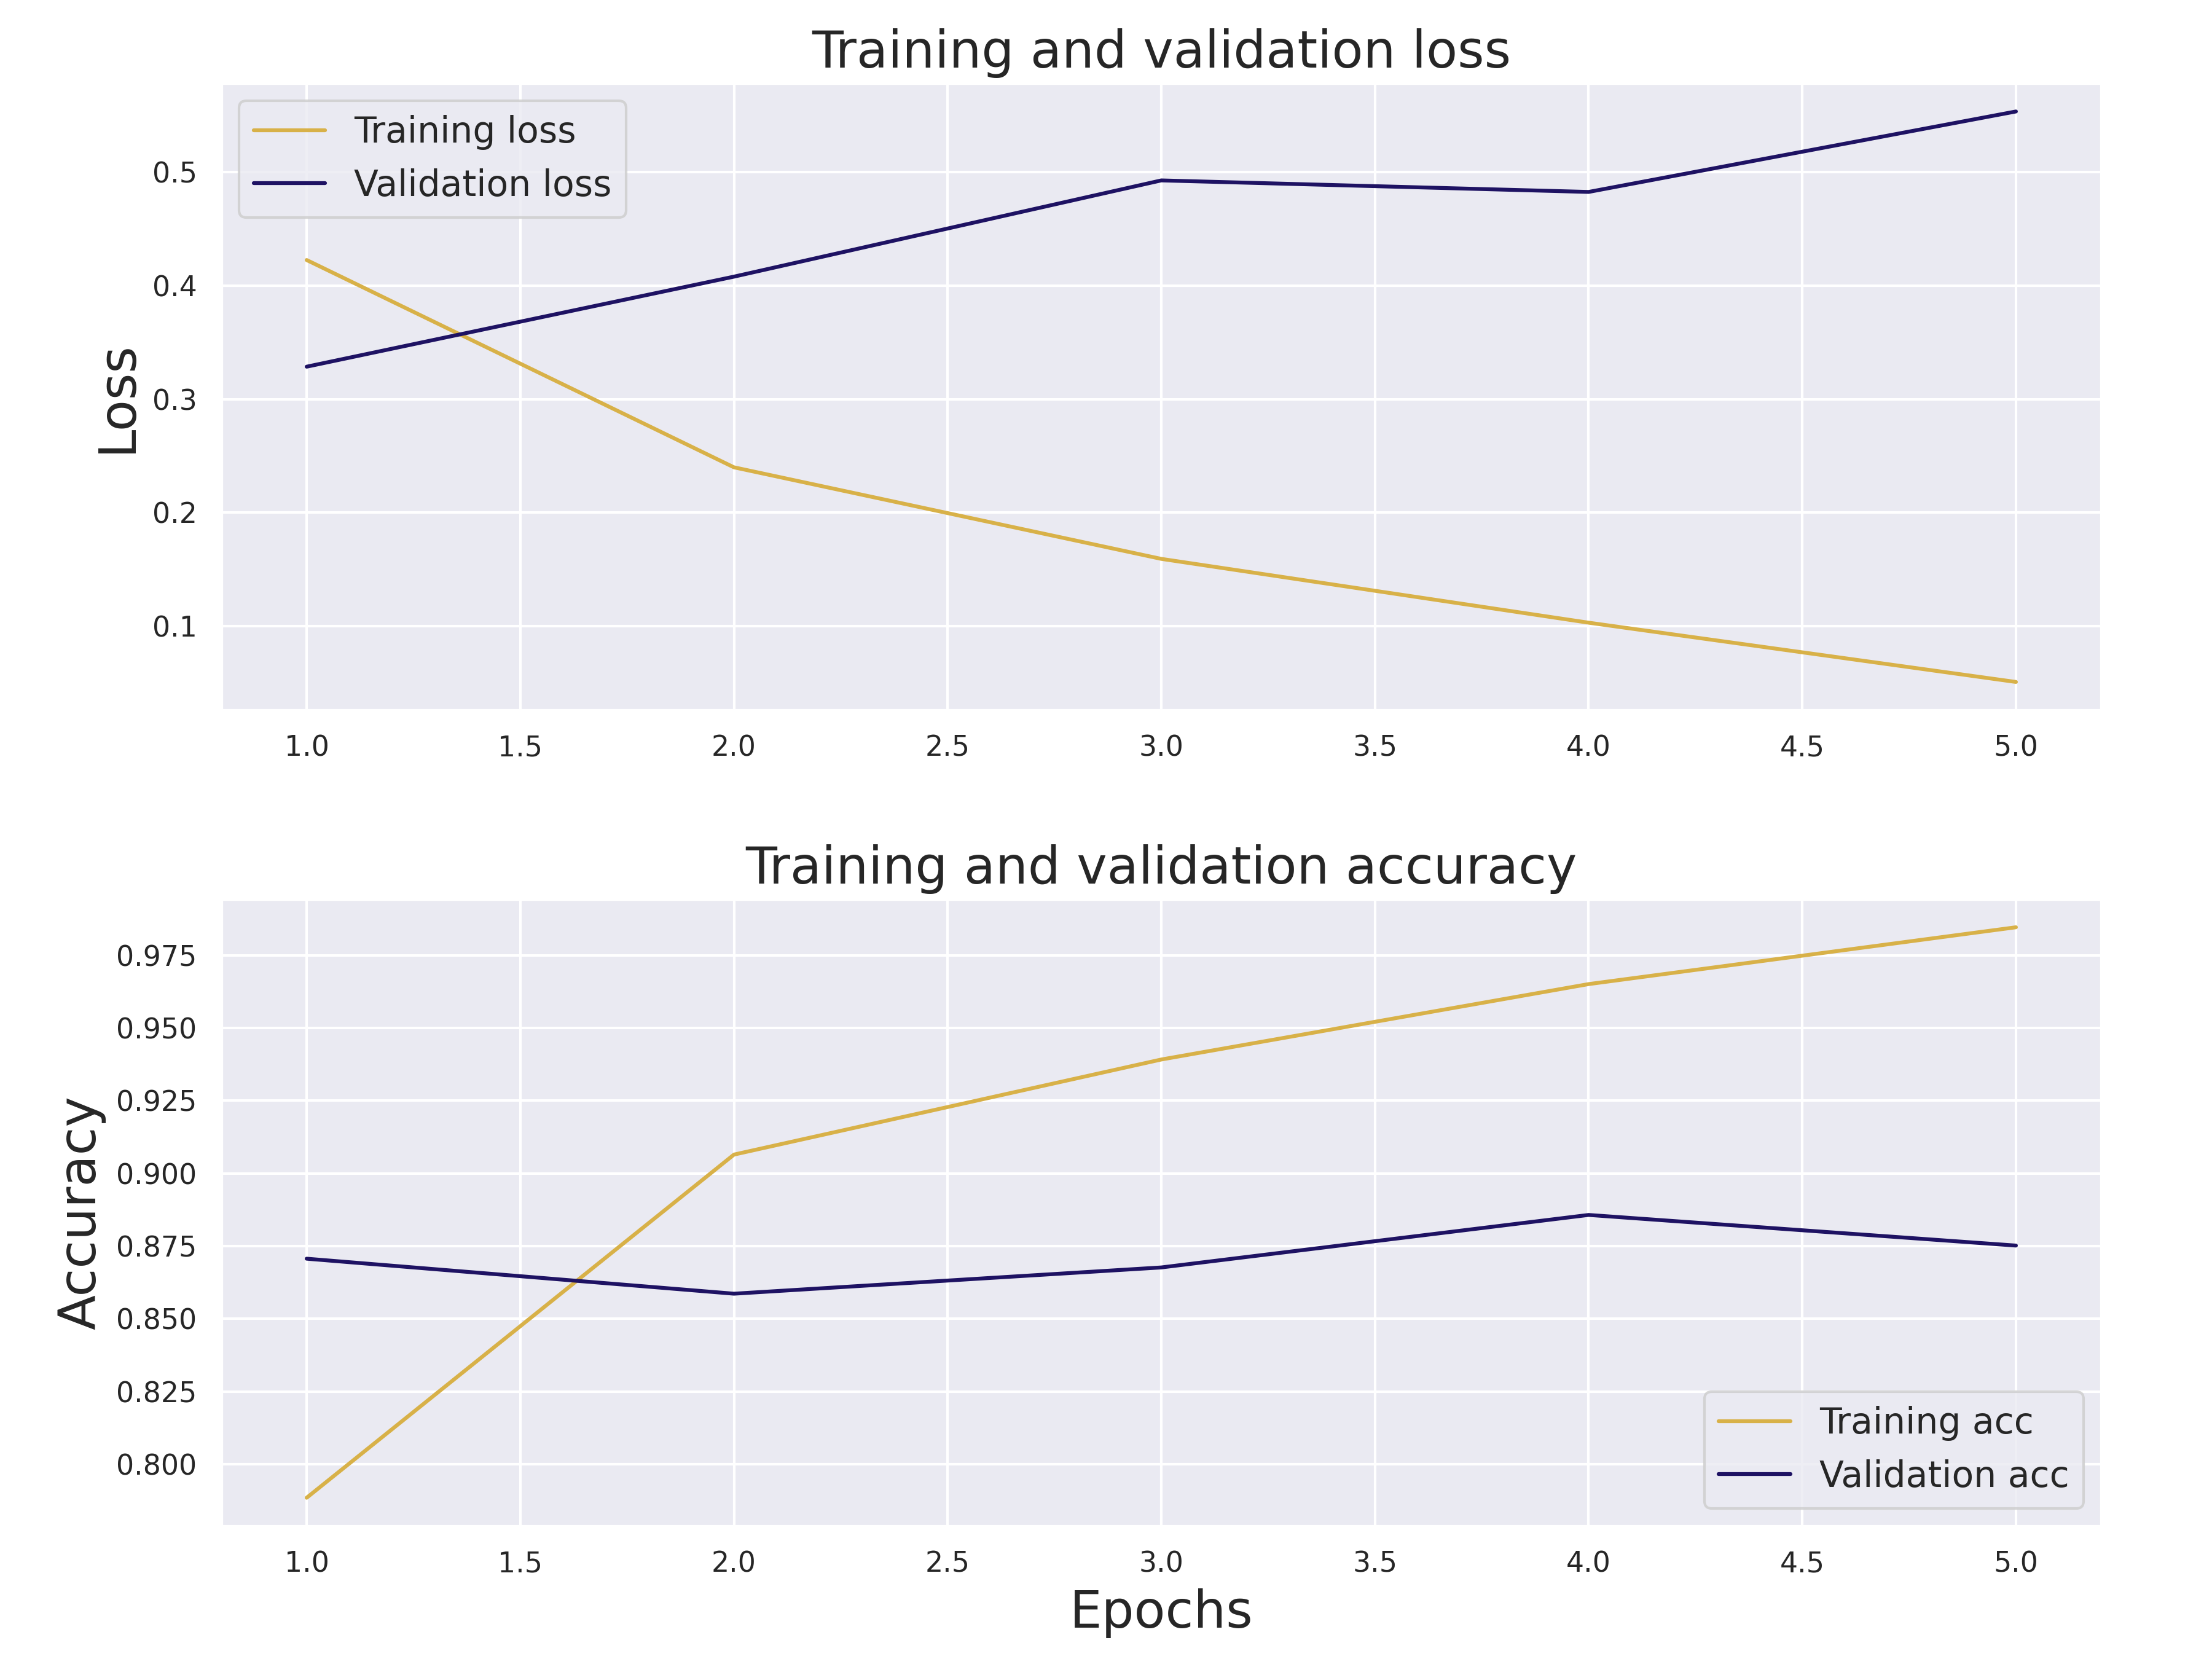 Training and validation loss
Training loss
Validation loss
Loss
0.5
0.4
0.3
0.2
0.1
1.0 1.5 2.0 2.5 3.0 3.5 4.0 4.5 5.0
Training and validation accuracy
Accuracy
0.975
0.950
0.925
0.900
0.875
0.850
0.825
0.800
Training acc
Validation acc
1.0 1.5 2.0 2.5 3.0 3.5 4.0 4.5 5.0
Epochs